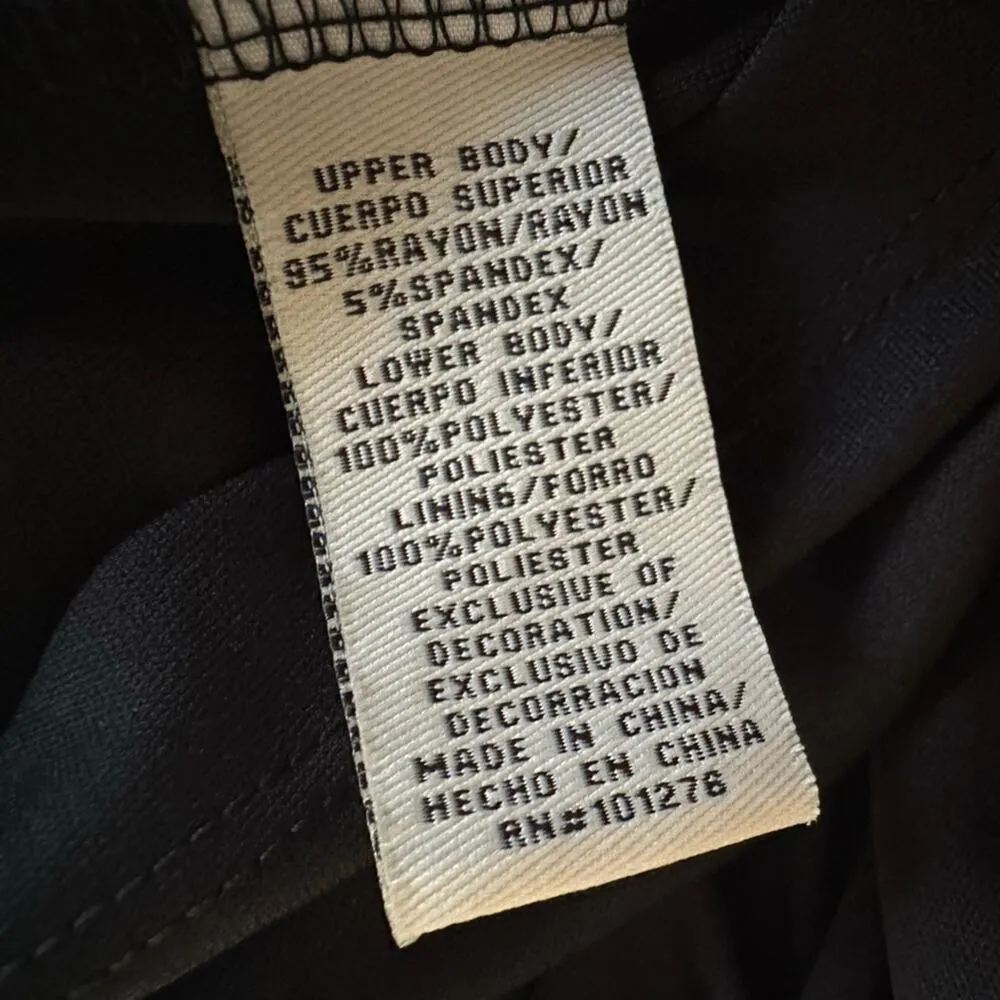 UPPER BODY/
CUERPO SUPERIOR
95%RAYON/RAYON
5%SPANDEX/
SPANDEX
LOWER BODY/
CUERPO INFERIOR
100%POLYESTER/
POLIESTER
LINING/FORRO
100%POLYESTER/
POLIESTER
EXCLUSIVE OF
DECORATION/
EXCLUSIVO DE
DECORRACION
MADE IN CHINA/
HECHO EN CHINA
RN#101276